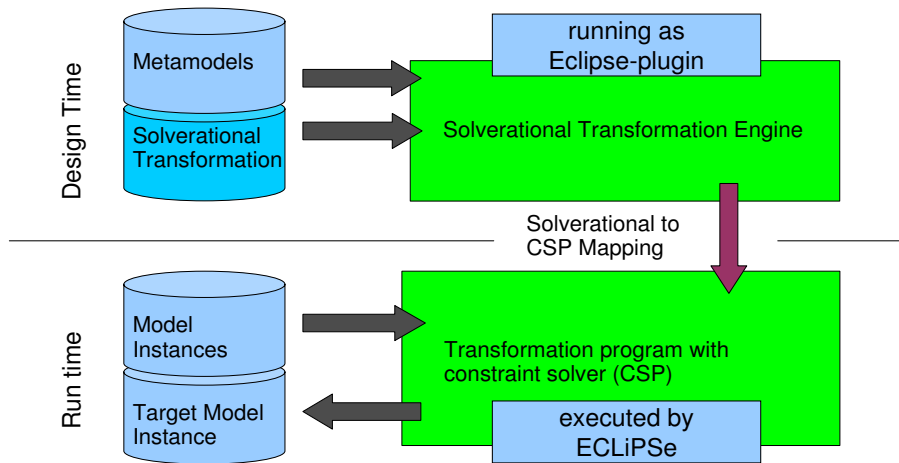 Design Time
Metamodels
Solverational
Transformation
running as
Eclipse-plugin
Solverational Transformation Engine
Solverational to
CSP Mapping
Run time
Model
Instances
Target Model
Instance
Transformation program with
constraint solver (CSP)
executed by
ECLiPSe